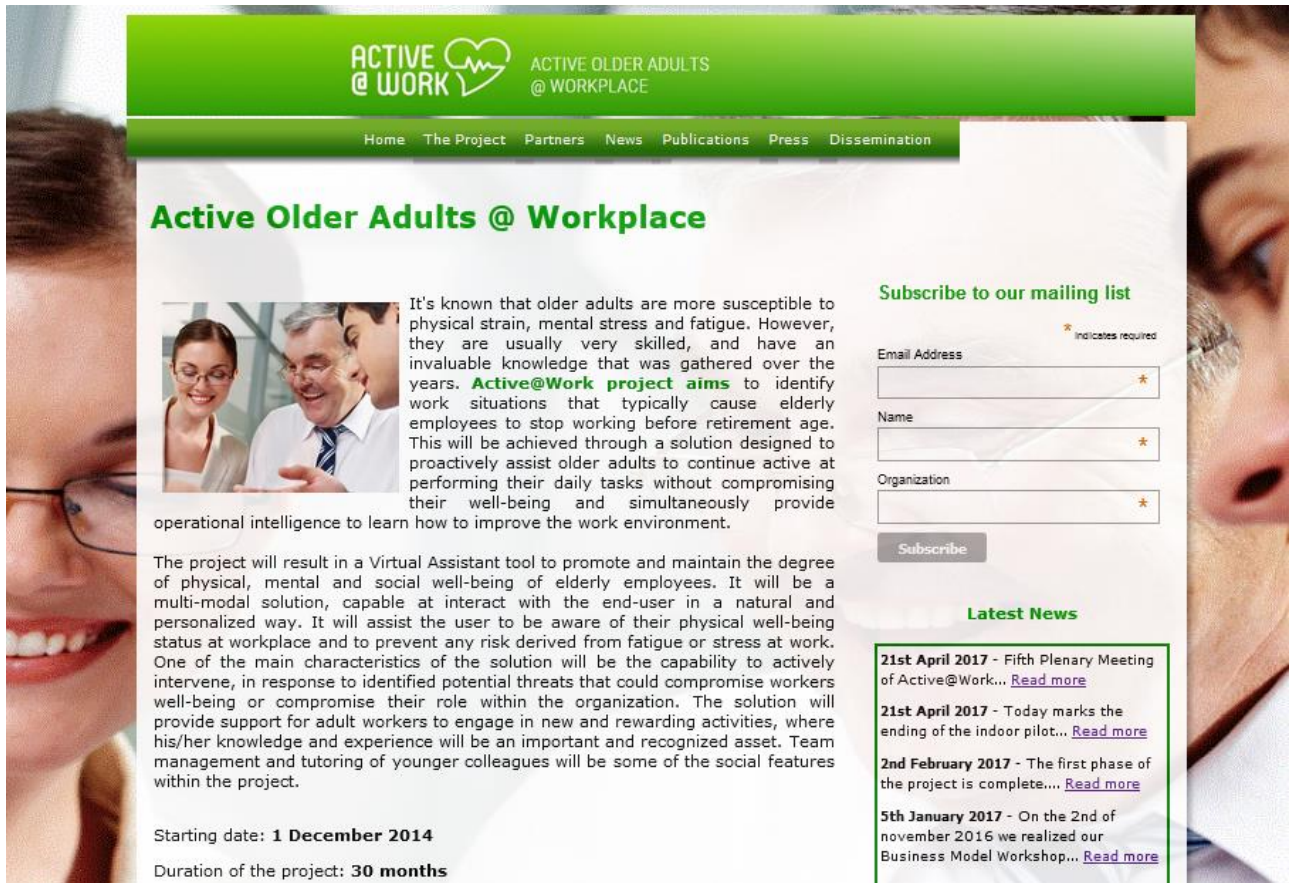 ACTIVE
@ WORK
ACTIVE OLDER ADULTS
@ WORKPLACE
Home The Project Partners News Publications Press Dissemination
Active Older Adults @ Workplace
It's known that older adults are more susceptible to
physical strain, mental stress and fatigue. However,
they are usually very skilled, and have an
invaluable knowledge that was gathered over the
years. Active@Work project aims to identify
work situations that typically cause elderly
employees to stop working before retirement age.
This will be achieved through a solution designed to
proactively assist older adults to continue active at
performing their daily tasks without compromising
their well-being and simultaneously provide
operational intelligence to learn how to improve the work environment.
The project will result in a Virtual Assistant tool to promote and maintain the degree
of physical, mental and social well-being of elderly employees. It will be a
multi-modal solution, capable at interact with the end-user in a natural and
personalized way. It will assist the user to be aware of their physical well-being
status at workplace and to prevent any risk derived from fatigue or stress at work.
One of the main characteristics of the solution will be the capability to actively
intervene, in response to identified potential threats that could compromise workers
well-being or compromise their role within the organization. The solution will
provide support for adult workers to engage in new and rewarding activities, where
his/her knowledge and experience will be an important and recognized asset. Team
management and tutoring of younger colleagues will be some of the social features
within the project.
Starting date: 1 December 2014
Duration of the project: 30 months
Subscribe to our mailing list
* indicates required
Email Address
*
Name
*
Organization
*
Subscribe
Latest News
21st April 2017 - Fifth Plenary Meeting
of Active@Work... Read more
21st April 2017 - Today marks the
ending of the indoor pilot... Read more
2nd February 2017 - The first phase of
the project is complete.... Read more
5th January 2017 - On the 2nd of
november 2016 we realized our
Business Model Workshop... Read more